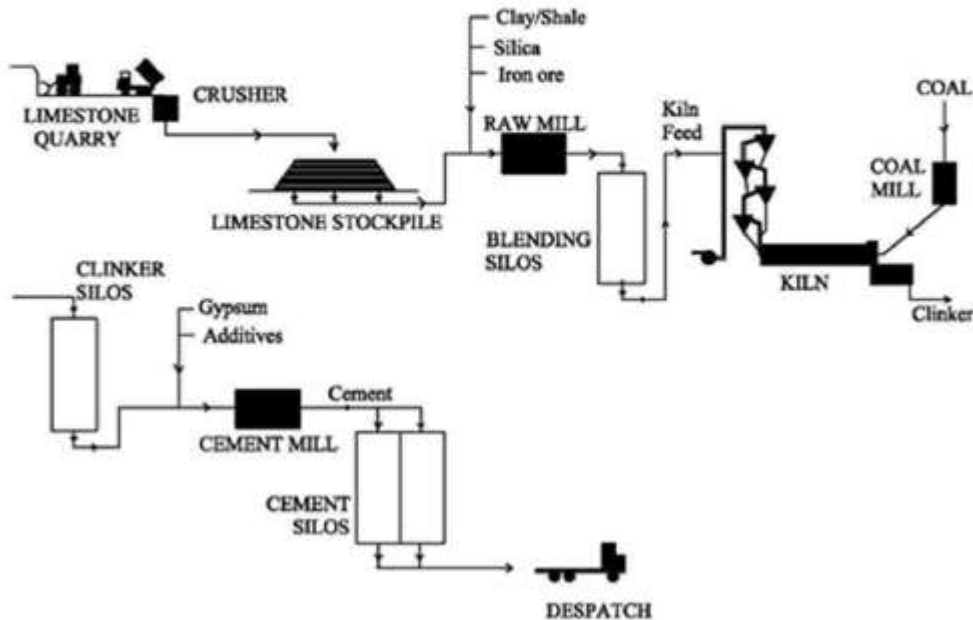 Clay/Shale
Silica
Iron ore
CRUSHER
LIMESTONE
QUARRY
RAW MILL
Kiln
Feed
COAL
COAL
MILL
LIMESTONE STOCKPILE
BLENDING
SILOS
KILN
Clinker
CLINKER
SILOS
Gypsum
Additives
Cement
CEMENT MILL
CEMENT
SILOS
DESPATCH